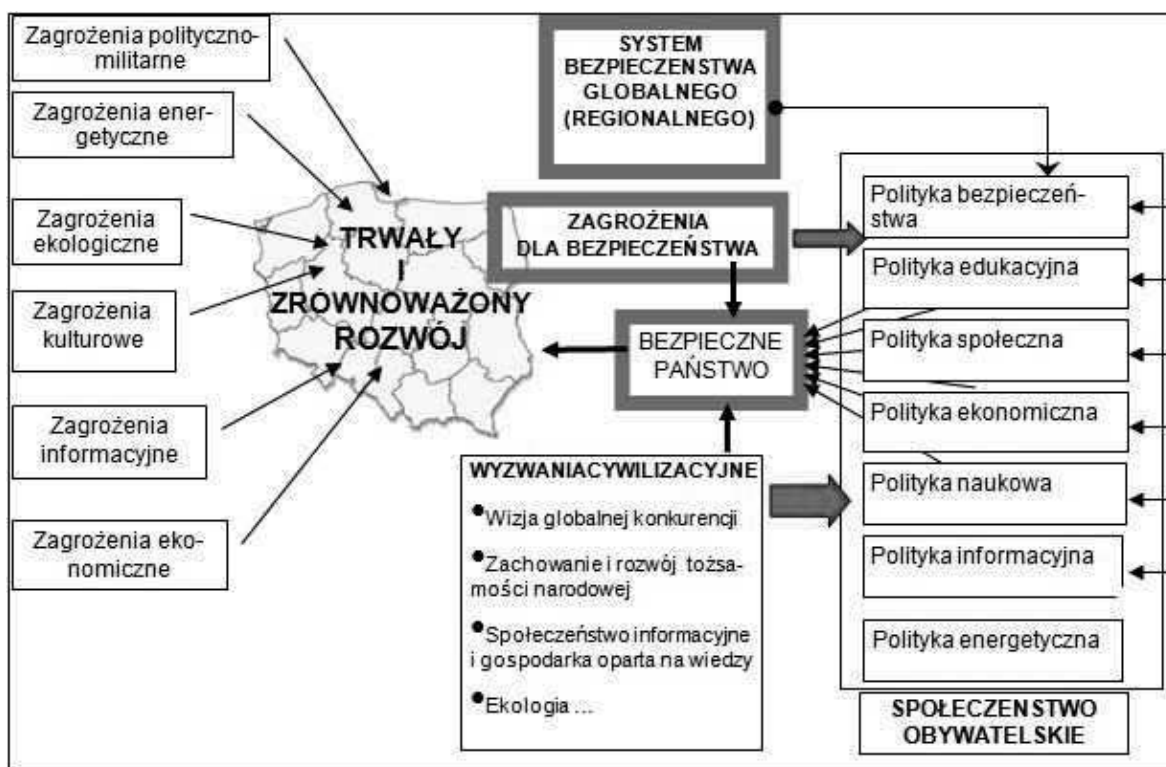 Zagrożenia polityczno-
militarne
Zagrożenia ener-
getyczne
Zagrożenia
ekologiczne
Zagrożenia
kulturowe
Zagrożenia
informacyjne
Zagrożenia eko-
nomiczne
TRWAŁY
I
ZRÓWNOWAŻONY
ROZWÓJ
SYSTEM
BEZPIECZENSTWA
GLOBALNEGO
(REGIONALNEGO)
ZAGROŻENIA
DLA BEZPIECZEŃSTWA
BEZPIECZNE
PAŃSTWO
WYZWANIACYWILIZACYJNE
●Wizja globalnej konkurencji
●Zachowanie i rozwój tożsa-
mości narodowej
●Społeczeństwo informacyjne
i gospodarka oparta na wiedzy
●Ekologia ...
Polityka bezpieczeń-
stwa
Polityka edukacyjna
Polityka społeczna
Polityka ekonomiczna
Polityka naukowa
Polityka informacyjna
Polityka energetyczna
SPOŁECZENSTWO
OBYWATELSKIE